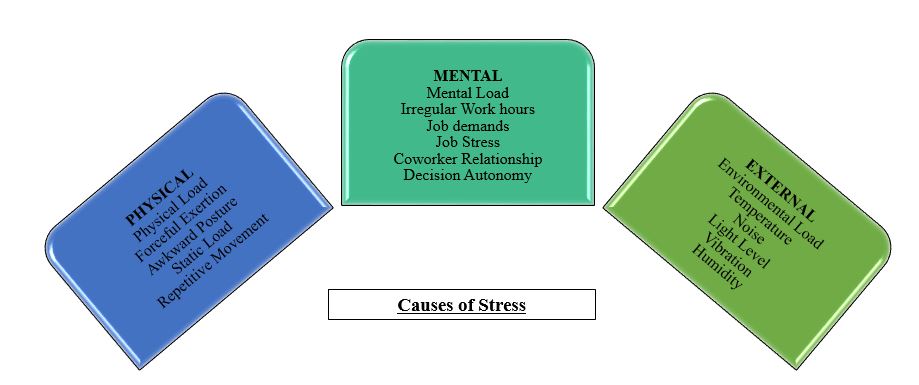 PHYSICAL
Physical Load
Forceful Exertion
Awkward Posture
Static Load
Repetitive Movement
MENTAL
Mental Load
Irregular Work hours
Job demands
Job Stress
Coworker Relationship
Decision Autonomy
EXTERNAL
Environmental Load
Temperature
Noise
Light Level
Vibration
Humidity
Causes of Stress